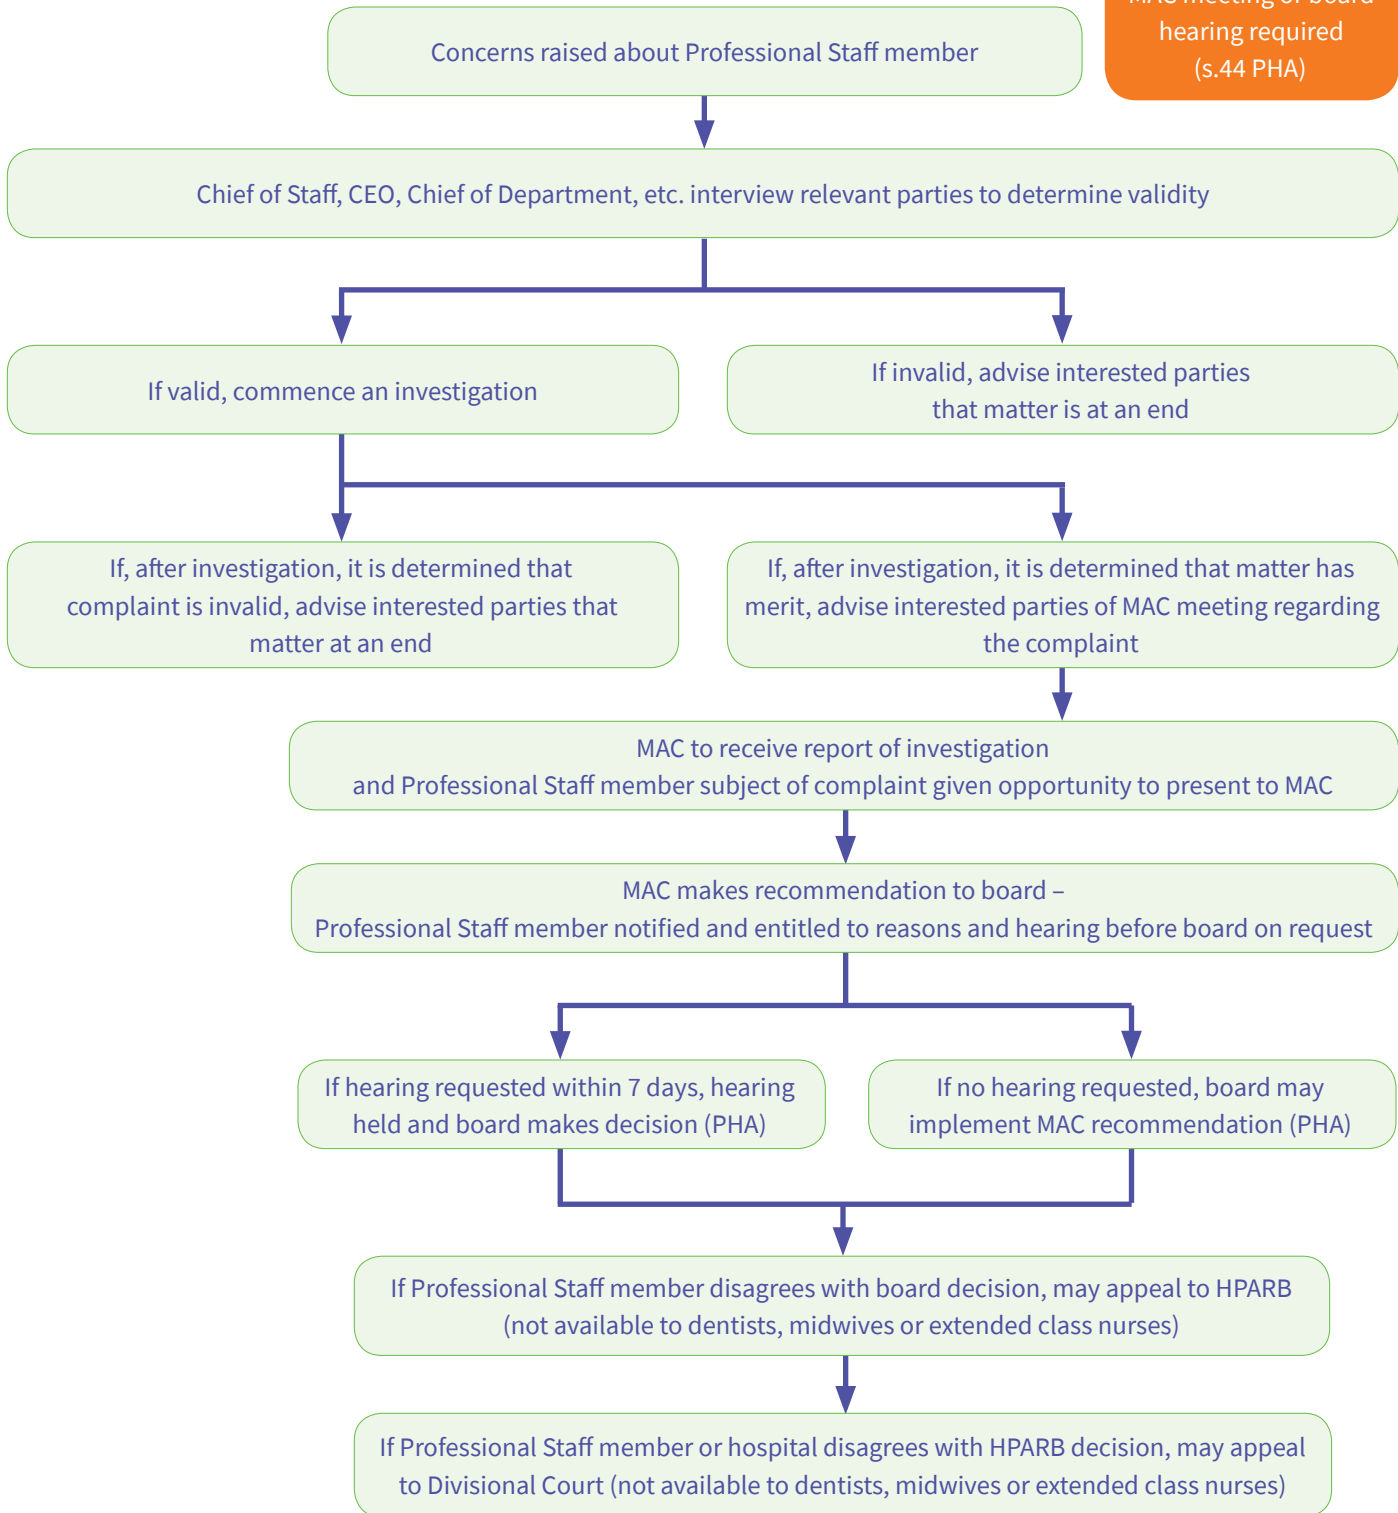 MAC meeting or board
hearing required
(s.44 PHA)
Concerns raised about Professional Staff member
Chief of Staff, CEO, Chief of Department, etc. interview relevant parties to determine validity
If valid, commence an investigation
If invalid, advise interested parties
that matter is at an end
If, after investigation, it is determined that
complaint is invalid, advise interested parties that
matter at an end
If, after investigation, it is determined that matter has
merit, advise interested parties of MAC meeting regarding
the complaint
MAC to receive report of investigation
and Professional Staff member subject of complaint given opportunity to present to MAC
MAC makes recommendation to board –
Professional Staff member notified and entitled to reasons and hearing before board on request
If hearing requested within 7 days, hearing
held and board makes decision (PHA)
If no hearing requested, board may
implement MAC recommendation (PHA)
If Professional Staff member disagrees with board decision, may appeal to HPARB
(not available to dentists, midwives or extended class nurses)
If Professional Staff member or hospital disagrees with HPARB decision, may appeal
to Divisional Court (not available to dentists, midwives or extended class nurses)